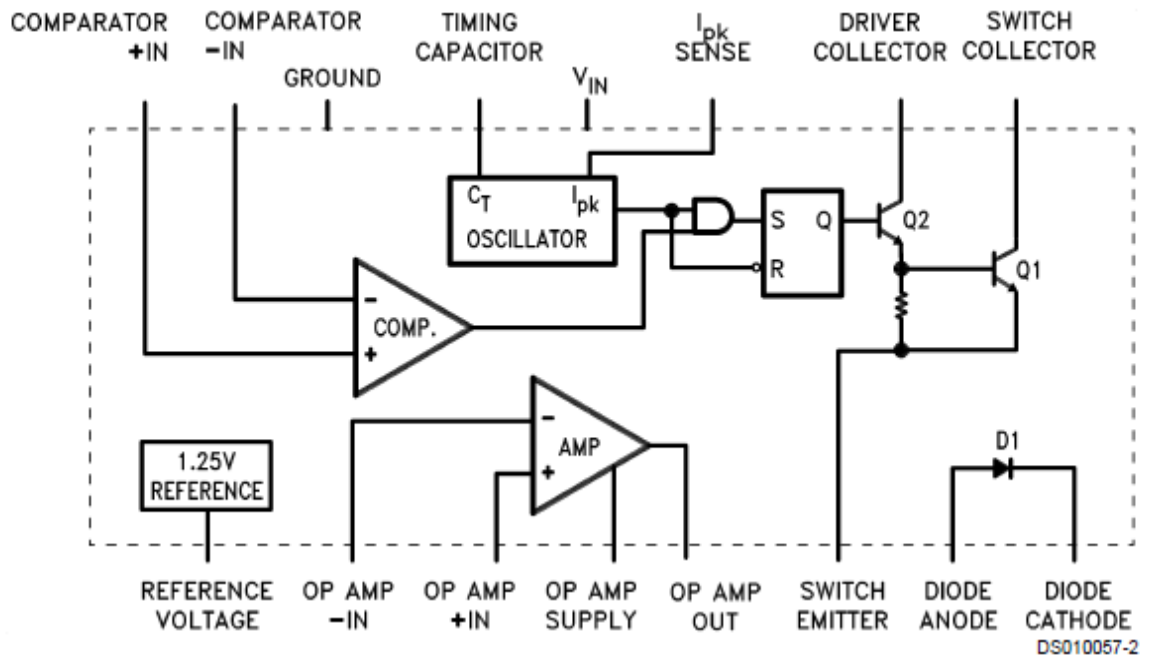 COMPARATOR
+IN
COMPARATOR
−IN
GROUND
TIMING
CAPACITOR
VIN
Ipk
SENSE
DRIVER
COLLECTOR
SWITCH
COLLECTOR
CT
Ipk
OSCILLATOR
S
Q
R
Q2
Q1
−
COMP.
+
−
AMP
+
1.25V
REFERENCE
D1
REFERENCE
VOLTAGE
OP AMP
−IN
OP AMP
+IN
OP AMP
SUPPLY
OP AMP
OUT
SWITCH
EMITTER
DIODE
ANODE
DIODE
CATHODE
DS010057-2